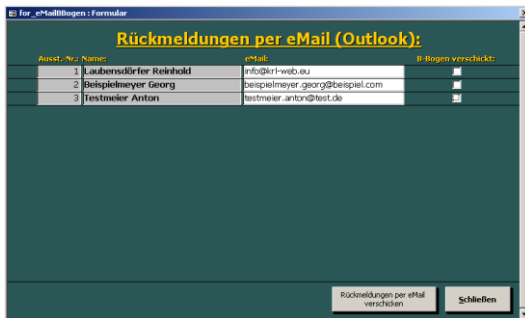 for_eMailBBogen : Formular
Rückmeldungen per eMail (Outlook):
Ausst.-Nr.: Name: eMail: B-Bogen verschickt:
1 Laubensdörfer Reinhold info@krl-web.eu
2 Beispielmeyer Georg beispielmeyer.georg@beispiel.com
3 Testmeier Anton testmeier.anton@test.de
Rückmeldungen per eMail
verschicken
Schließen